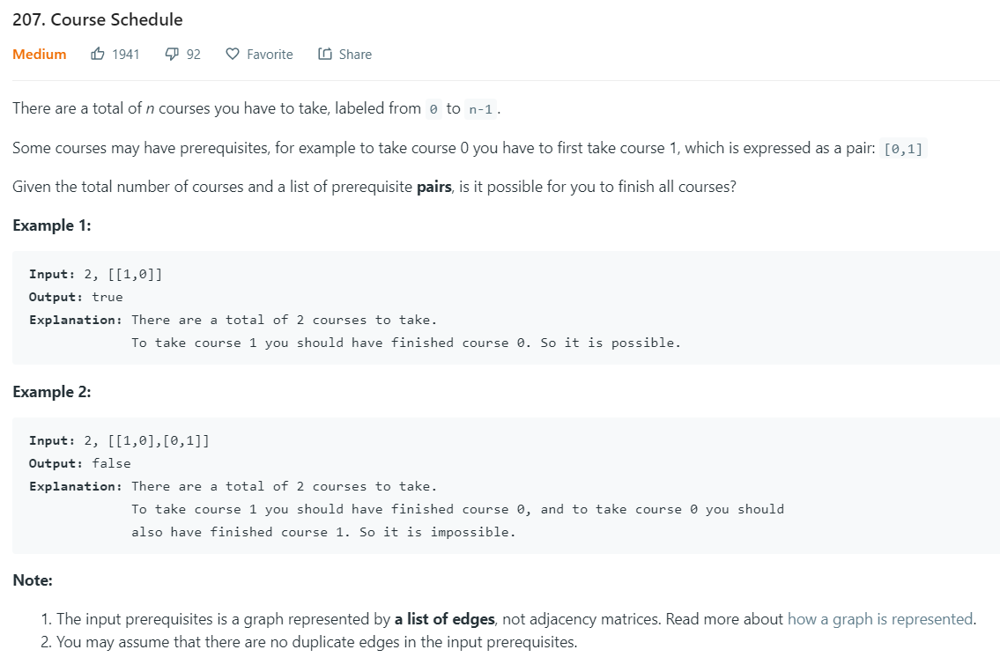 207. Course Schedule
Medium 1941 92 Favorite Share
There are a total of n courses you have to take, labeled from 0 to n-1.
Some courses may have prerequisites, for example to take course 0 you have to first take course 1, which is expressed as a pair: [0,1]
Given the total number of courses and a list of prerequisite pairs, is it possible for you to finish all courses?
Example 1:
Input: 2, [[1,0]]
Output: true
Explanation: There are a total of 2 courses to take.
To take course 1 you should have finished course 0. So it is possible.
Example 2:
Input: 2, [[1,0],[0,1]]
Output: false
Explanation: There are a total of 2 courses to take.
To take course 1 you should have finished course 0, and to take course 0 you should
also have finished course 1. So it is impossible.
Note:
1. The input prerequisites is a graph represented by a list of edges, not adjacency matrices. Read more about how a graph is represented.
2. You may assume that there are no duplicate edges in the input prerequisites.